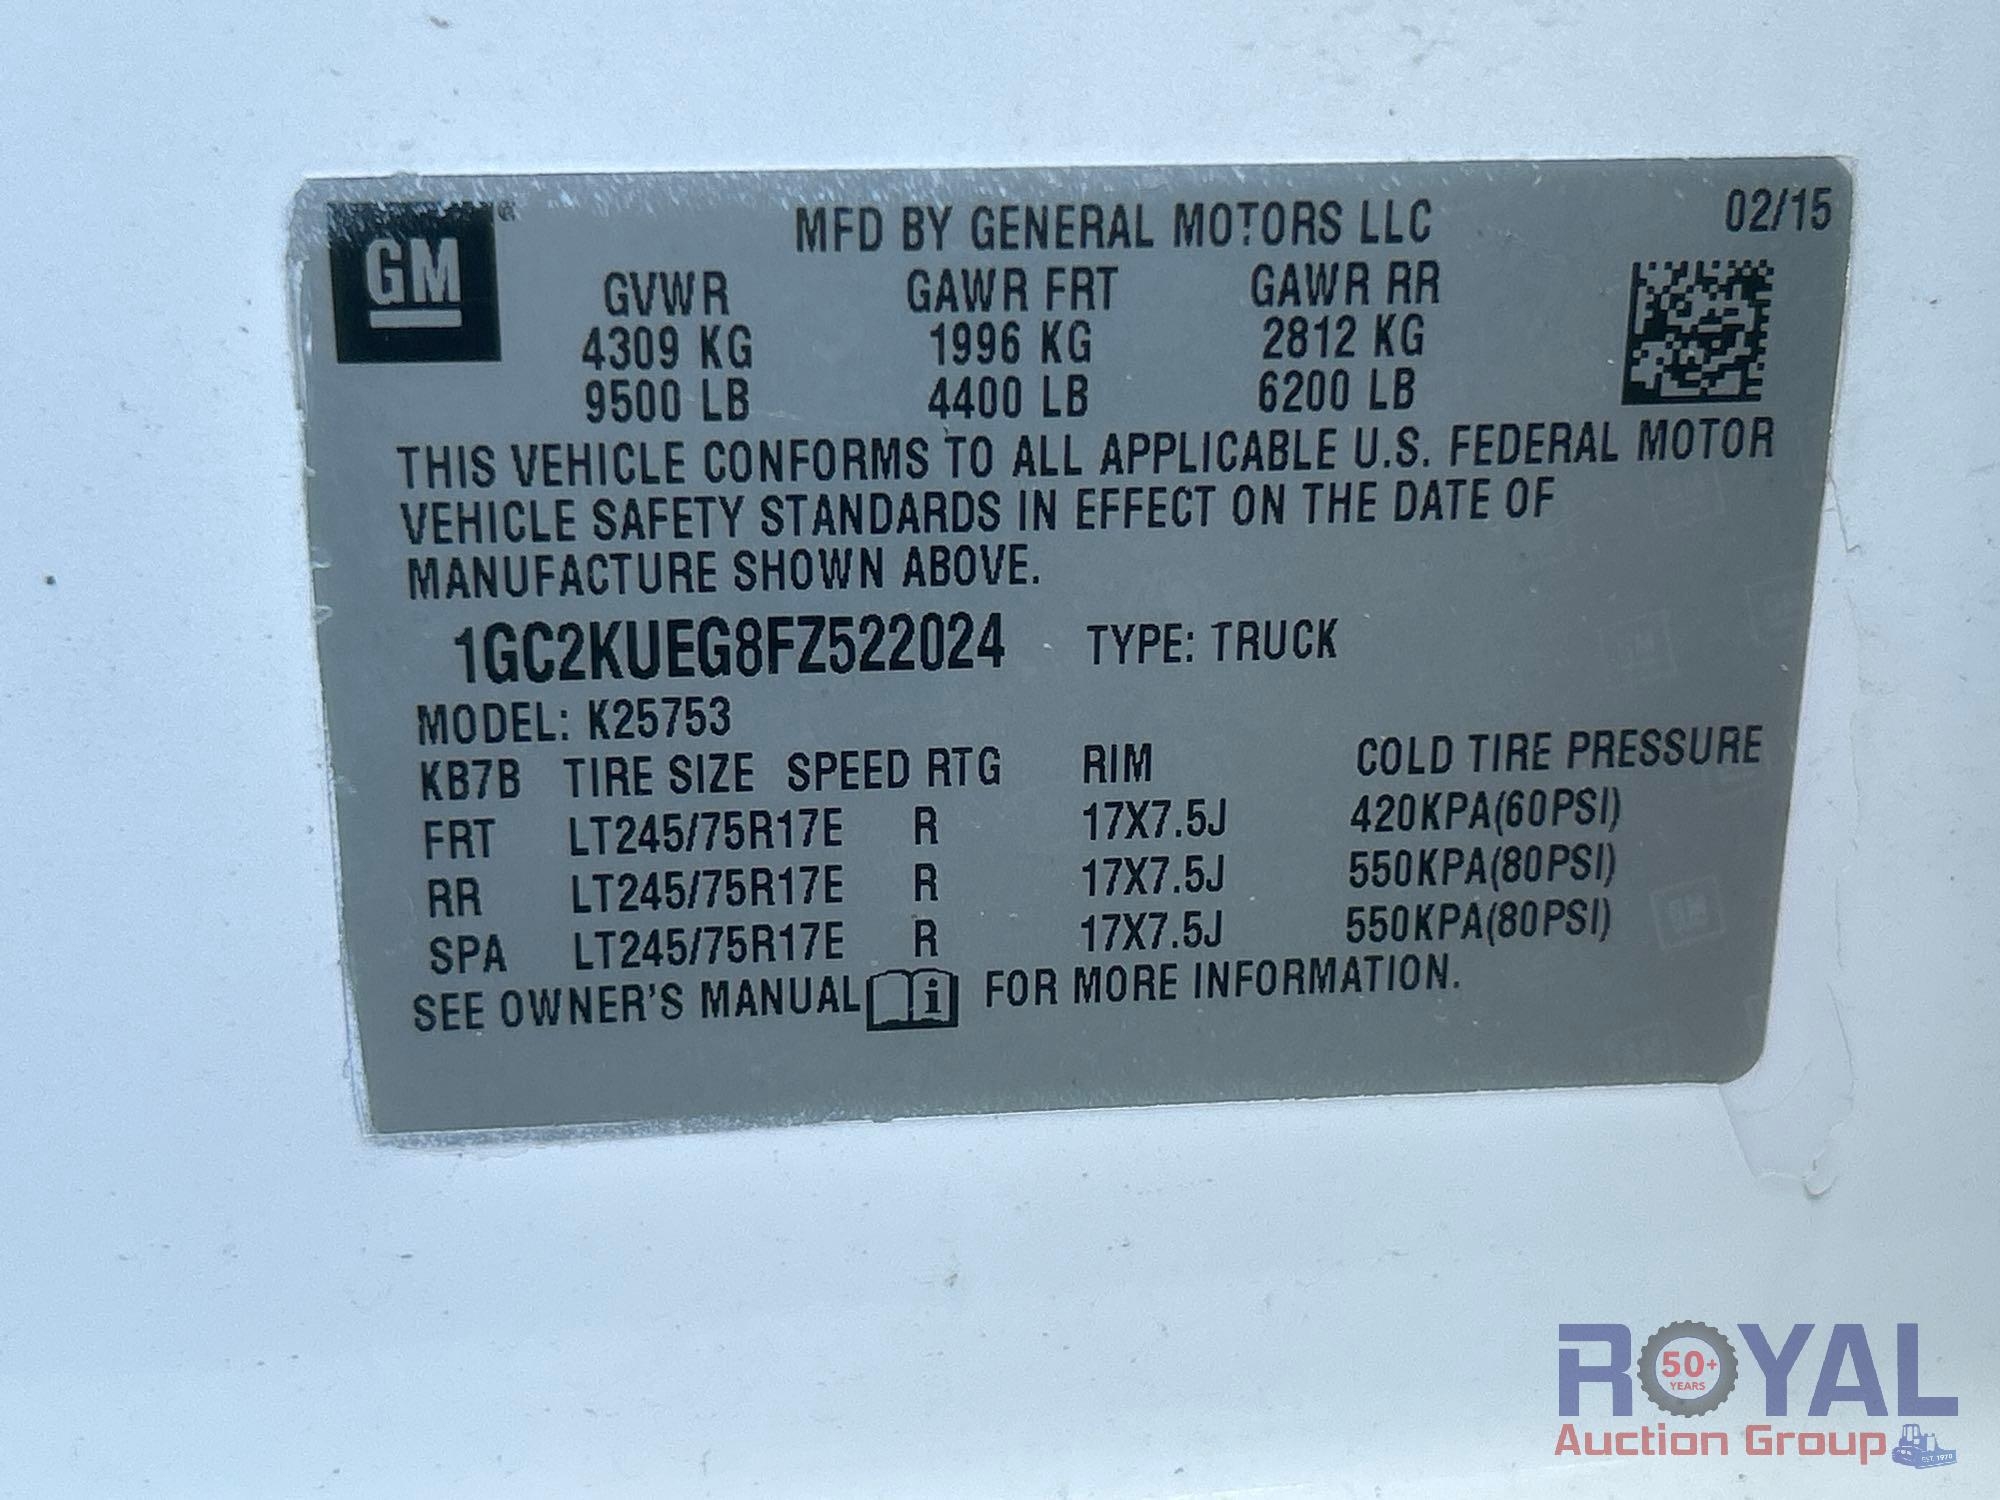 GM®
MFD BY GENERAL MOTORS LLC 02/15
GVWR GAWR FRT GAWR RR
4309 KG 1996 KG 2812 KG
9500 LB 4400 LB 6200 LB
THIS VEHICLE CONFORMS TO ALL APPLICABLE U.S. FEDERAL MOTOR
VEHICLE SAFETY STANDARDS IN EFFECT ON THE DATE OF
MANUFACTURE SHOWN ABOVE.
1GC2KUEG8FZ522024 TYPE: TRUCK
MODEL: K25753
KB7B TIRE SIZE SPEED RTG RIM COLD TIRE PRESSURE
FRT LT245/75R17E R 17X7.5J 420KPA(60PSI)
RR LT245/75R17E R 17X7.5J 550KPA(80PSI)
SPA LT245/75R17E R 17X7.5J 550KPA(80PSI)
SEE OWNER'S MANUAL i FOR MORE INFORMATION.
ROYAL
50+
YEARS
Auction Group
EST. 1970